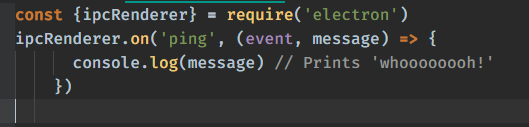 const {ipcRenderer} = require('electron')
ipcRenderer.on('ping', (event, message) => {
console.log(message) // Prints 'whoooooooh!'
})